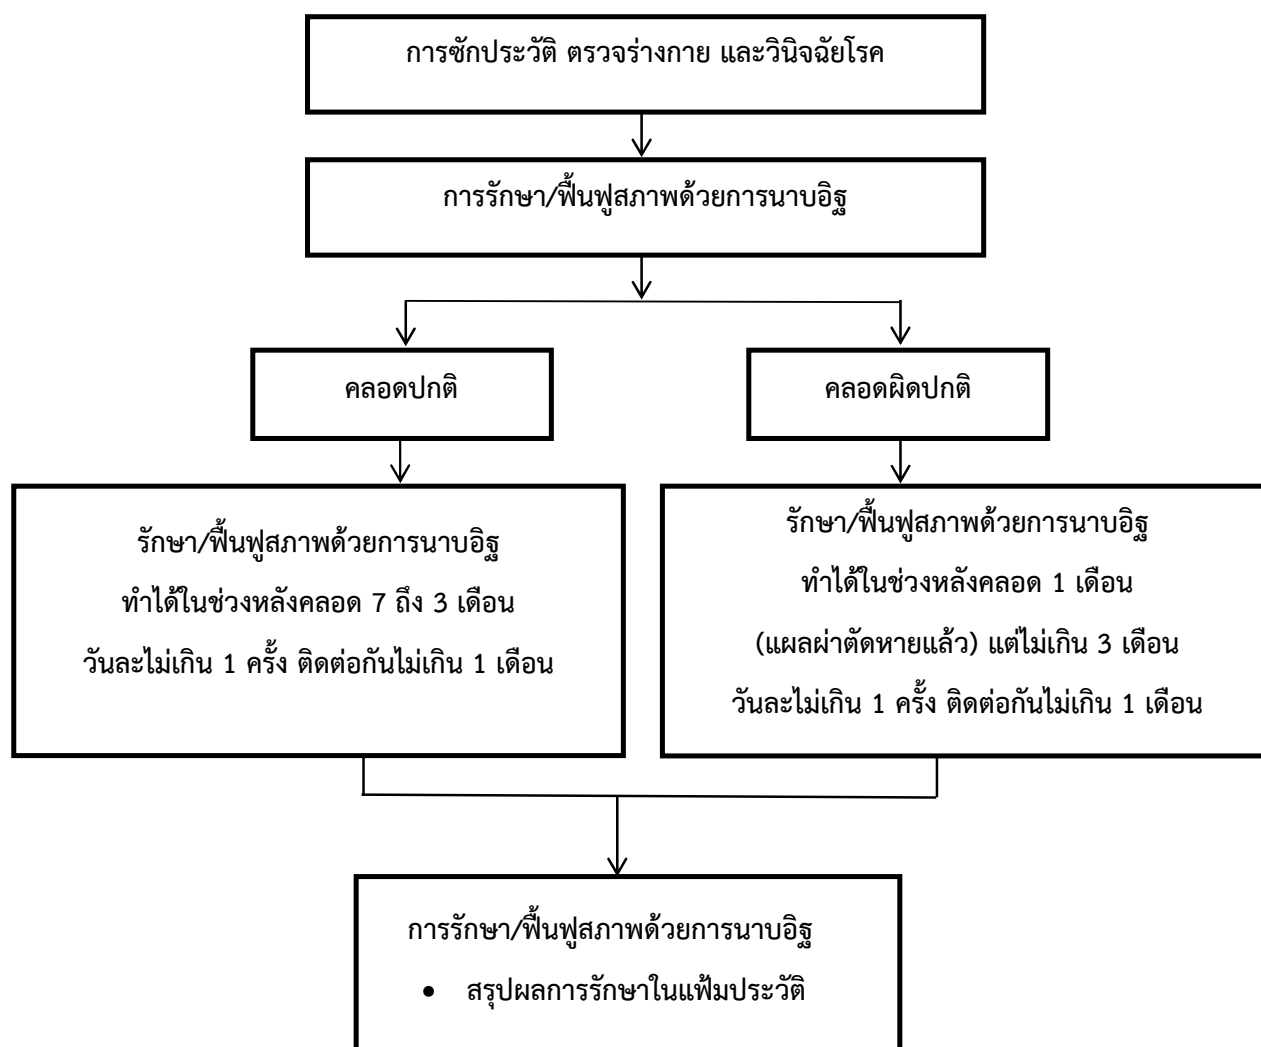 การซักประวัติ ตรวจร่างกาย และวินิจฉัยโรค
การรักษา/ฟื้นฟูสภาพด้วยการนาบอิฐ
คลอดปกติ
คลอดผิดปกติ
รักษา/ฟื้นฟูสภาพด้วยการนาบอิฐ
ทำได้ในช่วงหลังคลอด 7 ถึง 3 เดือน
วันละไม่เกิน 1 ครั้ง ติดต่อกันไม่เกิน 1 เดือน
รักษา/ฟื้นฟูสภาพด้วยการนาบอิฐ
ทำได้ในช่วงหลังคลอด 1 เดือน
(แผลผ่าตัดหายแล้ว) แต่ไม่เกิน 3 เดือน
วันละไม่เกิน 1 ครั้ง ติดต่อกันไม่เกิน 1 เดือน
การรักษา/ฟื้นฟูสภาพด้วยการนาบอิฐ
• สรุปผลการรักษาในแฟ้มประวัติ